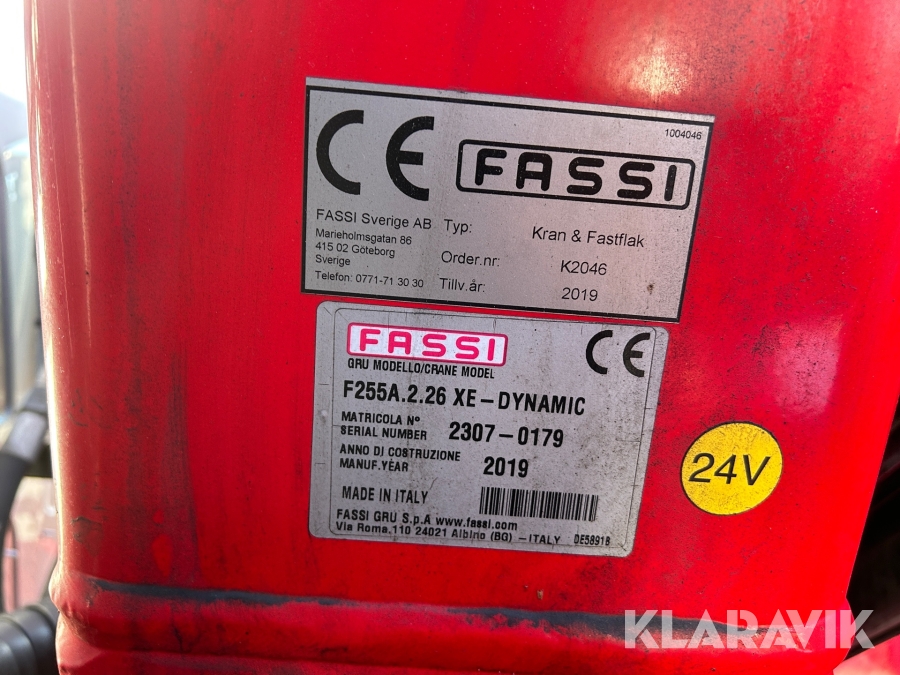 1004046
CE FASSI
FASSI Sverige AB
Marieholmsgatan 86
415 02 Göteborg
Sverige
Telefon: 0771-71 30 30
Typ: Kran & Fastflak
Order.nr: K2046
Tillv.år: 2019
FASSI CE
GRU MODELLO/CRANE MODEL
F255A.2.26 XE-DYNAMIC
MATRICOLA N°
SERIAL NUMBER 2307-0179
ANNO DI COSTRUZIONE
MANUF.YEAR 2019
MADE IN ITALY
FASSI GRU S.p.A www.fassi.com
Via Roma,110 24021 Albino (BG) - ITALY DE58918
24V
KLARAVIK